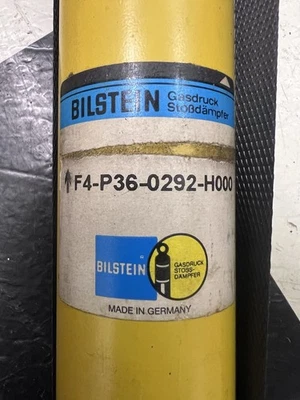 BILSTEIN Gasdruck
Stoßdämpfer
F4-P36-0292-H000
BILSTEIN
GASDRUCK
STOSS-
DÄMPFER
MADE IN GERMANY